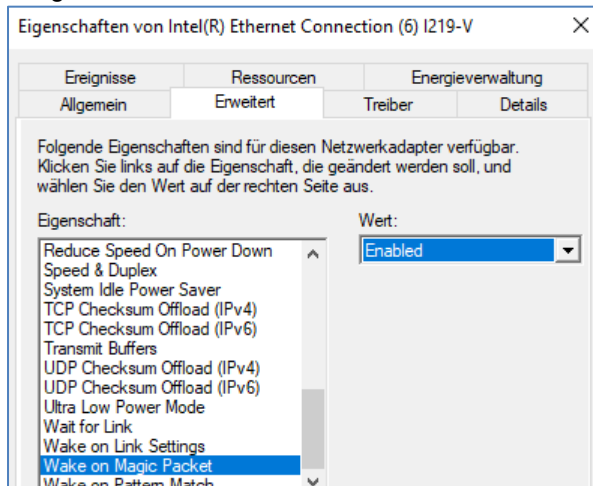 Eigenschaften von Intel(R) Ethernet Connection (6) I219-V
Ereignisse Ressourcen Energieverwaltung
Allgemein Erweitert Treiber Details
Folgende Eigenschaften sind für diesen Netzwerkadapter verfügbar.
Klicken Sie links auf die Eigenschaft, die geändert werden soll, und
wählen Sie den Wert auf der rechten Seite aus.
Eigenschaft: Wert:
Reduce Speed On Power Down Enabled
Speed & Duplex
System Idle Power Saver
TCP Checksum Offload (IPv4)
TCP Checksum Offload (IPv6)
Transmit Buffers
UDP Checksum Offload (IPv4)
UDP Checksum Offload (IPv6)
Ultra Low Power Mode
Wait for Link
Wake on Link Settings
Wake on Magic Packet
Wake on Pattern Match